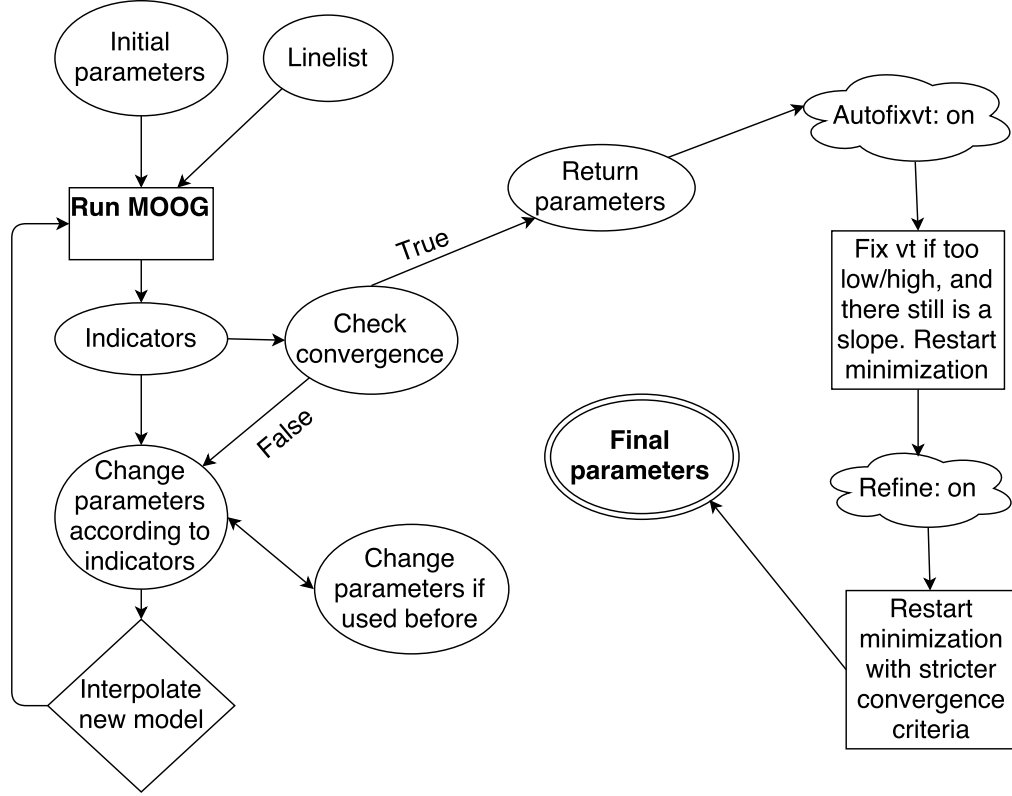 Initial
parameters
Linelist
Autofixvt: on
Return
parameters
Run MOOG
True
Fix vt if too
low/high, and
there still is a
slope. Restart
minimization
Indicators
Check
convergence
False
Final
parameters
Change
parameters
according to
indicators
Refine: on
Change
parameters if
used before
Restart
minimization
with stricter
convergence
criteria
Interpolate
new model